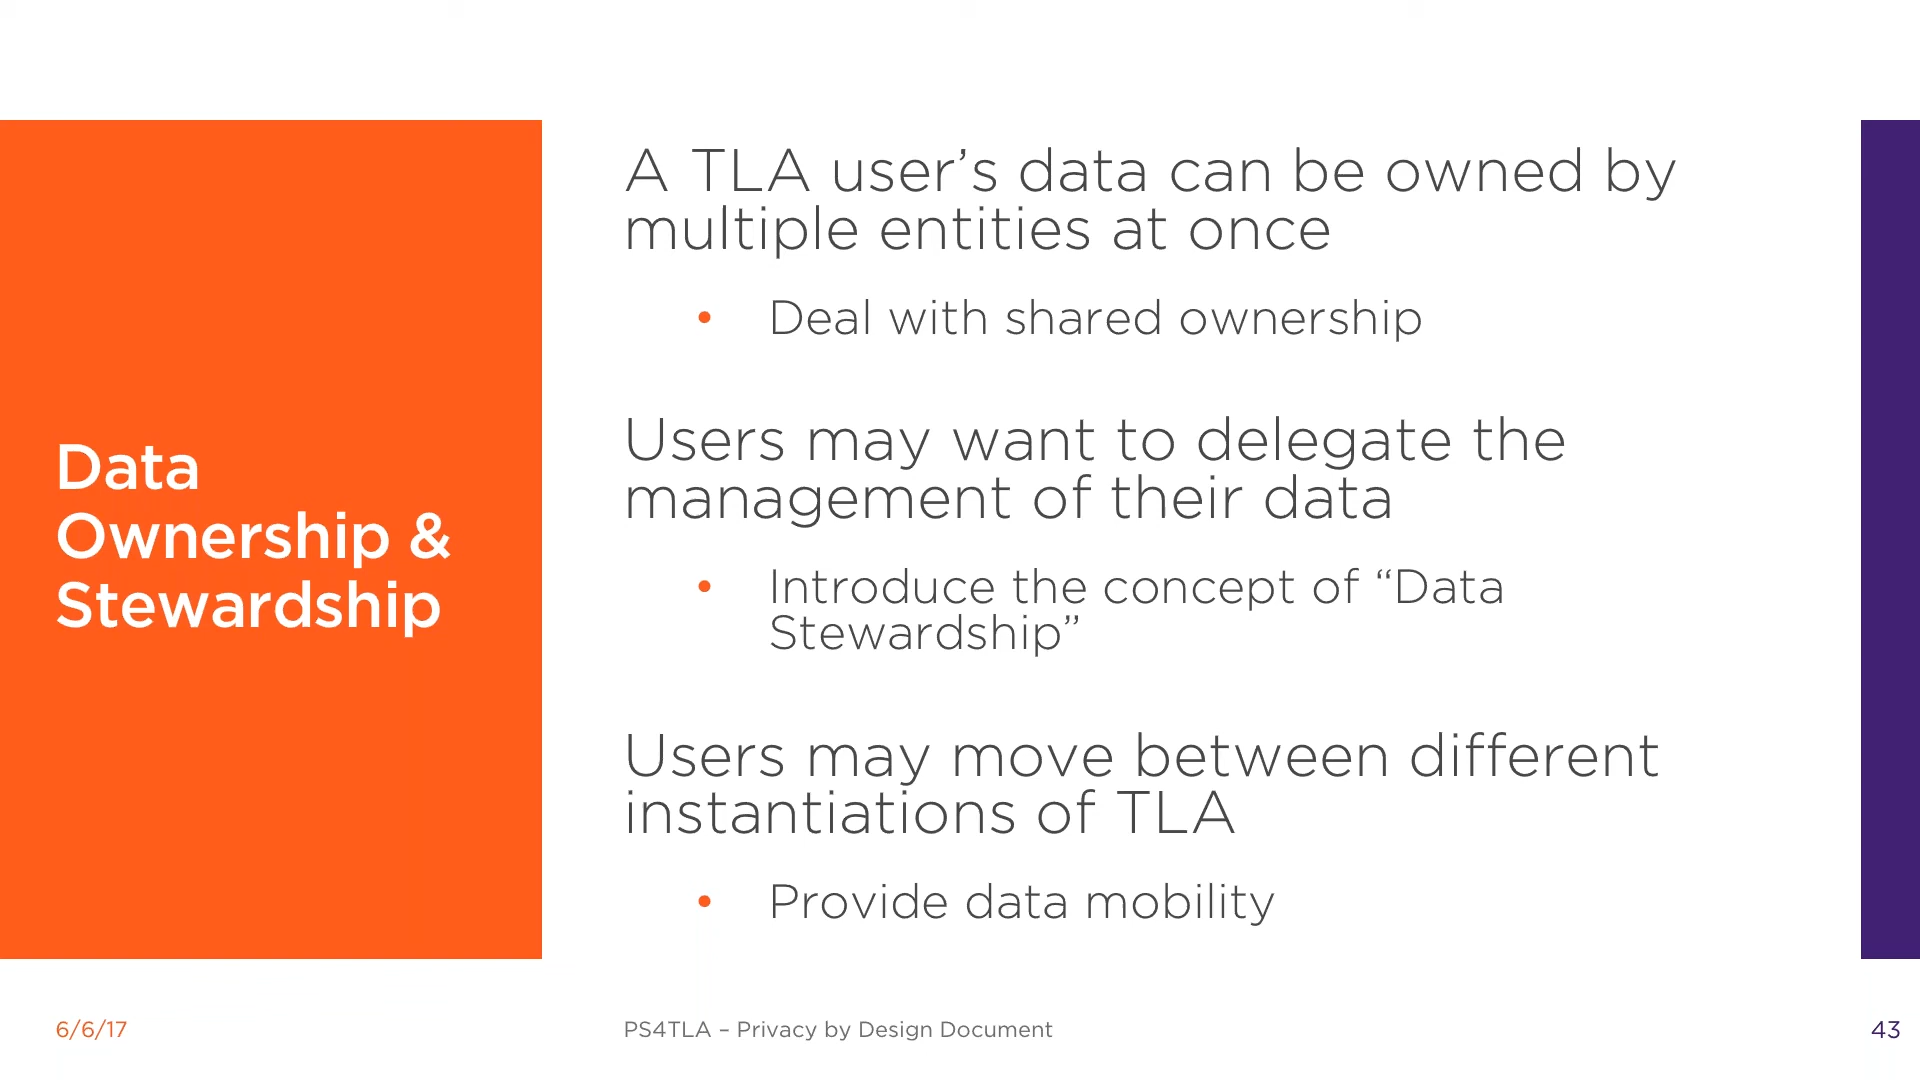 Data
Ownership &
Stewardship
A TLA user’s data can be owned by
multiple entities at once
• Deal with shared ownership
Users may want to delegate the
management of their data
• Introduce the concept of “Data
Stewardship”
Users may move between different
instantiations of TLA
• Provide data mobility
6/6/17
PS4TLA – Privacy by Design Document
43